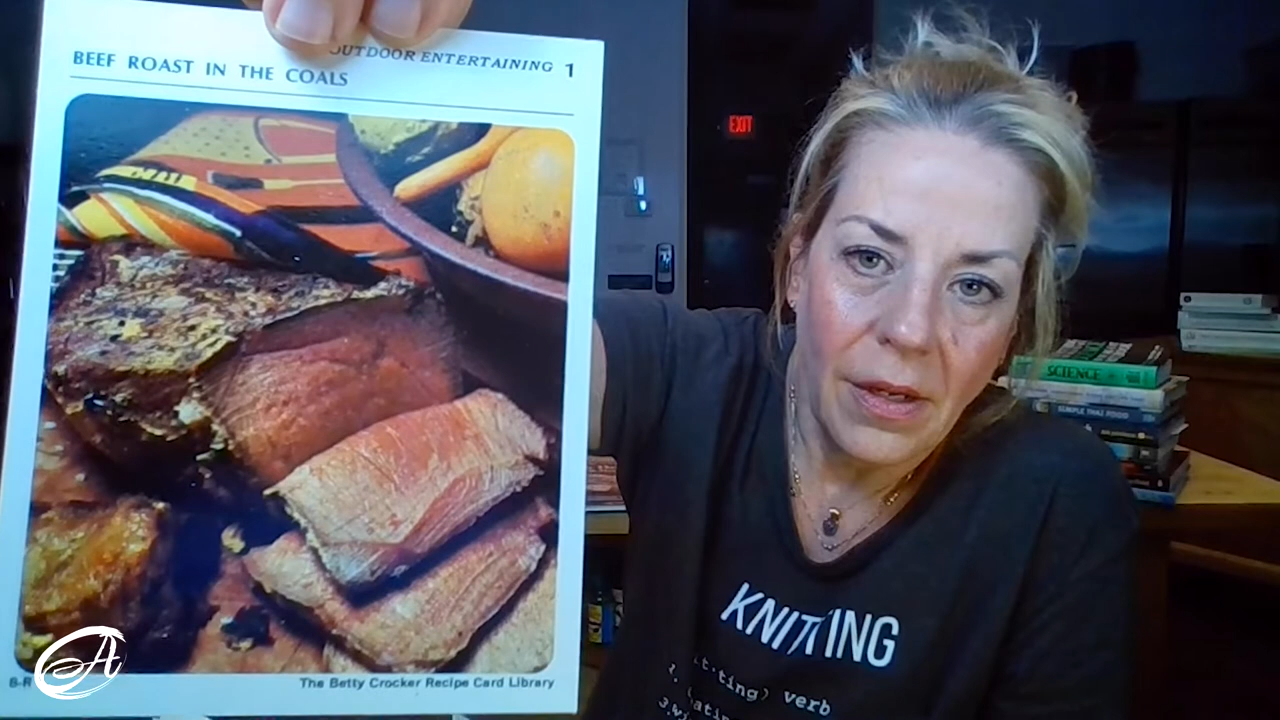 OUTDOOR ENTERTAINING 1
BEEF ROAST IN THE COALS
The Betty Crocker Recipe Card Library
EXIT
SCIENCE
SIMPLE THAI FOOD
KNITTING
verb